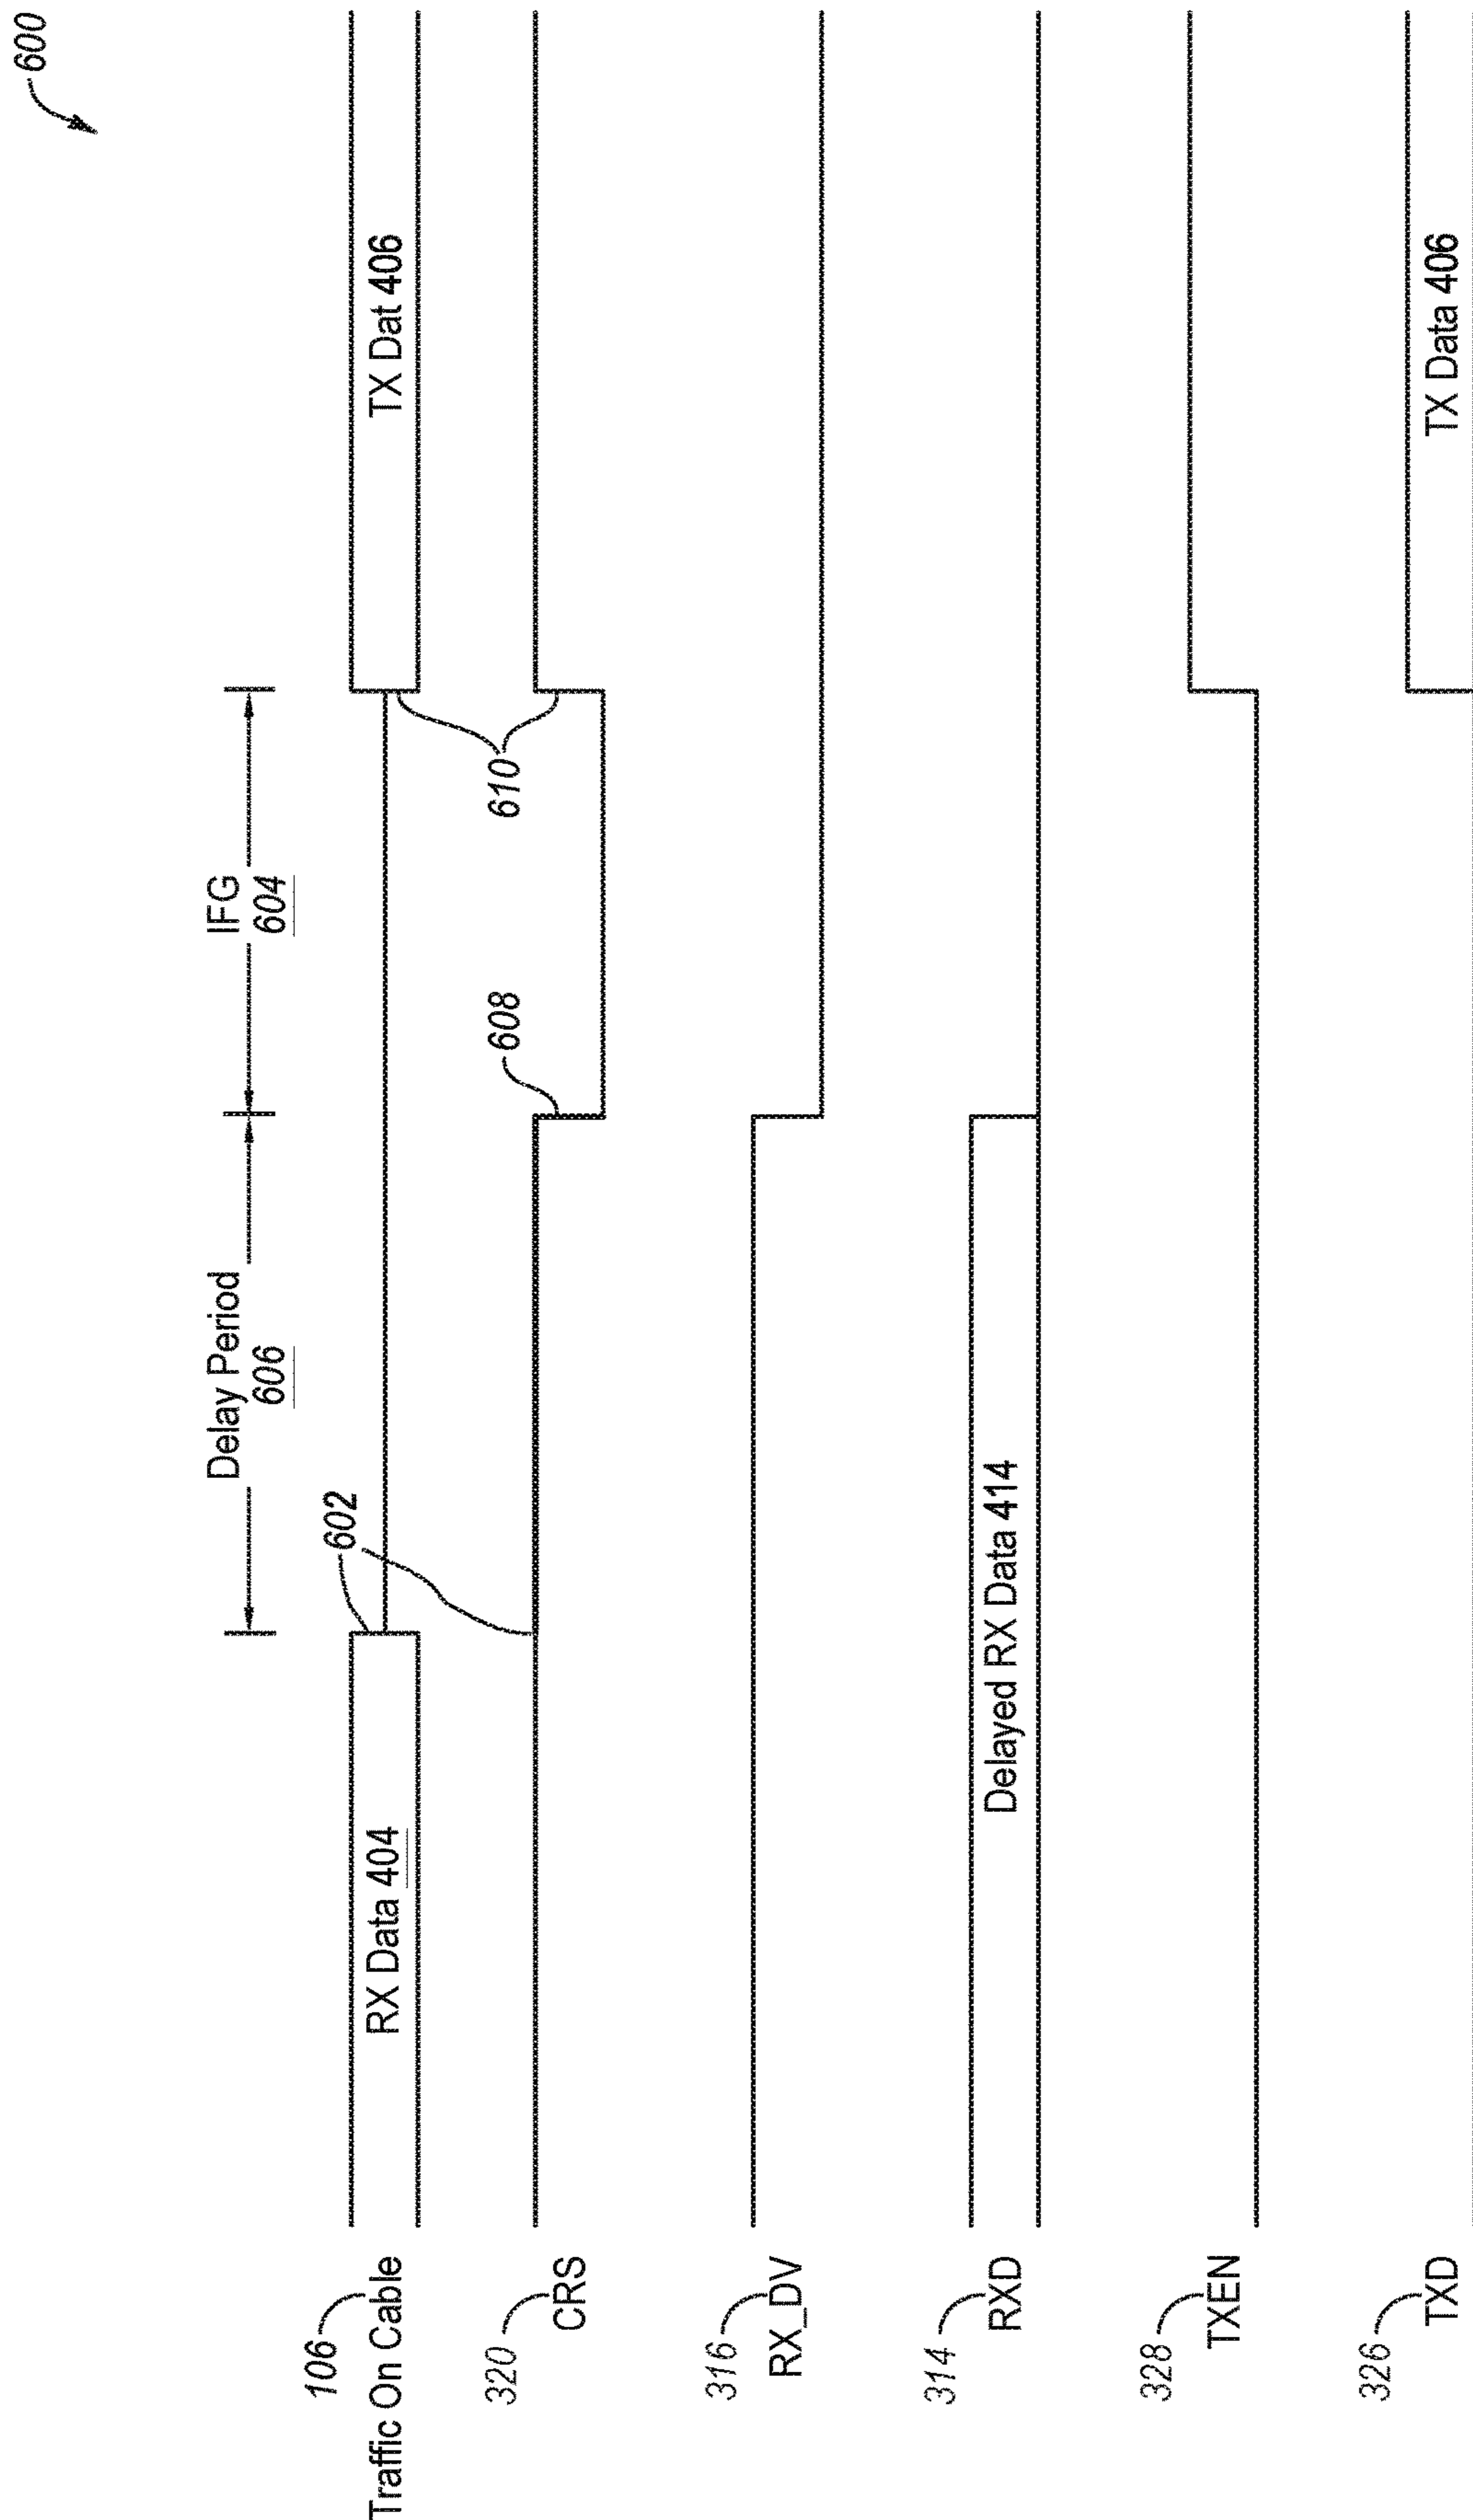 600
Delay Period
606
IFG
604
602
608
610
106
Traffic On Cable
RX Data 404
TX Dat 406
320
CRS
316
RX_DV
314
RXD
Delayed RX Data 414
328
TXEN
326
TXD
TX Data 406